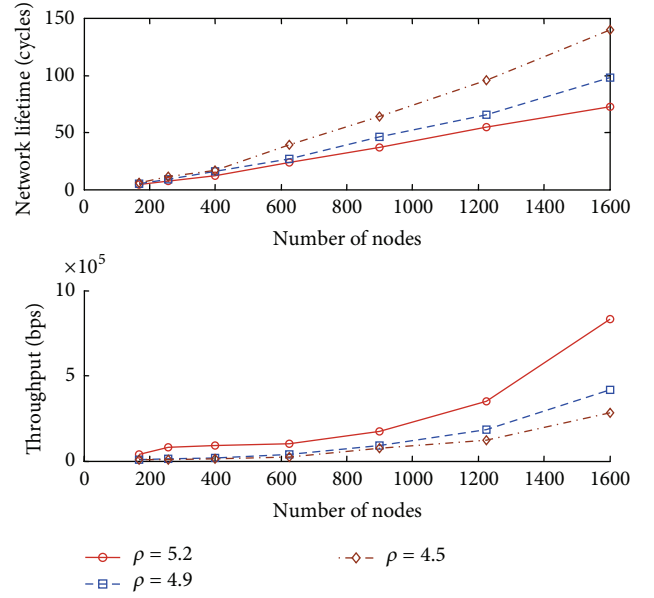 150
100
50
0
Network lifetime (cycles)
0 200 400 600 800 1000 1200 1400 1600
Number of nodes
×10⁵
10
5
0
Throughput (bps)
0 200 400 600 800 1000 1200 1400 1600
Number of nodes
ρ = 5.2
ρ = 4.5
ρ = 4.9